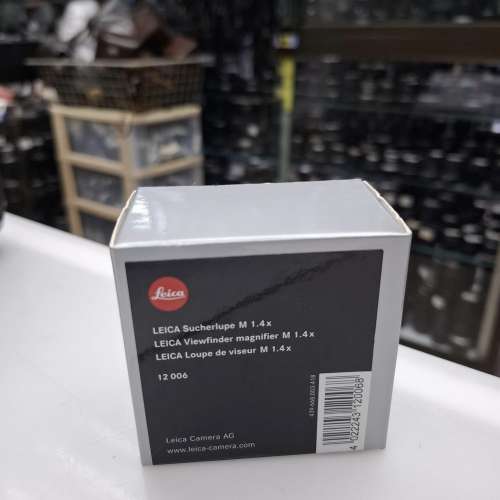 Leica
LEICA Sucherlupe M 1.4x
LEICA Viewfinder magnifier M 1.4x
LEICA Loupe de viseur M 1.4x
12 006
Leica Camera AG
www.leica-camera.com
4 022243 120068